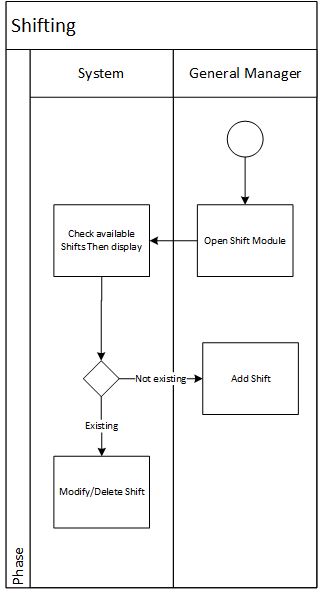 Shifting
System
General Manager
Check available
Shifts Then display
Open Shift Module
Not existing
Add Shift
Existing
Modify/Delete Shift
Phase